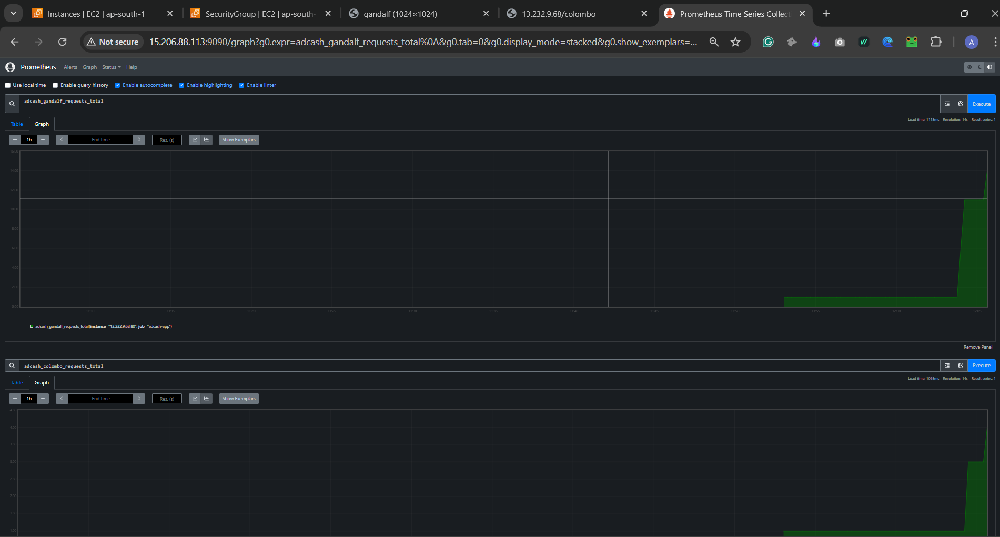 Instances | EC2 | ap-south-1
SecurityGroup | EC2 | ap-south-
gandalf (1024×1024)
13.232.9.68/colombo
Prometheus Time Series Collect
Not secure
15.206.88.113:9090/graph?g0.expr=adcash_gandalf_requests_total%0A&g0.tab=0&g0.display_mode=stacked&g0.show_exemplars=...
A
Prometheus Alerts Graph Status Help
Use local time Enable query history Enable autocomplete Enable highlighting Enable linter
adcash_gandalf_requests_total
Execute
Table Graph
Load time: 1113ms Resolution: 14s Result series: 1
1h End time Res. (s) Show Exemplars
16.00
14.00
12.00
10.00
8.00
6.00
4.00
2.00
0.00
11:10 11:15 11:20 11:25 11:30 11:35 11:40 11:45 11:50 11:55 12:00 12:05
adcash_gandalf_requests_total{instance="13.232.9.68:80", job="adcash-app"}
Remove Panel
adcash_colombo_requests_total
Execute
Table Graph
Load time: 1093ms Resolution: 14s Result series: 1
1h End time Res. (s) Show Exemplars
4.50
4.00
3.50
3.00
2.50
2.00
1.50
1.00